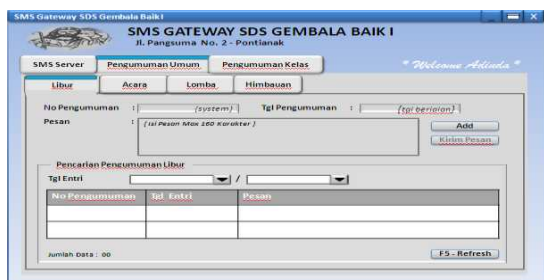 SMS Gateway SDS Gembala Baik I
SMS GATEWAY SDS GEMBALA BAIK I
Jl. Pangsuma No. 2 - Pontianak
SMS Server Pengumuman Umum Pengumuman Kelas * Welcome Adinda *
Libur Acara Lomba Himbauan
No Pengumuman : (system) Tgl Pengumuman : (tgl berjalan)
Pesan : ( Isi Pesan Max 160 Karakter )
Add
Kirim Pesan
Pencarian Pengumuman Libur
Tgl Entri /
No Pengumuman Tgl Entri Pesan
Jumlah Data : 00 F5 - Refresh